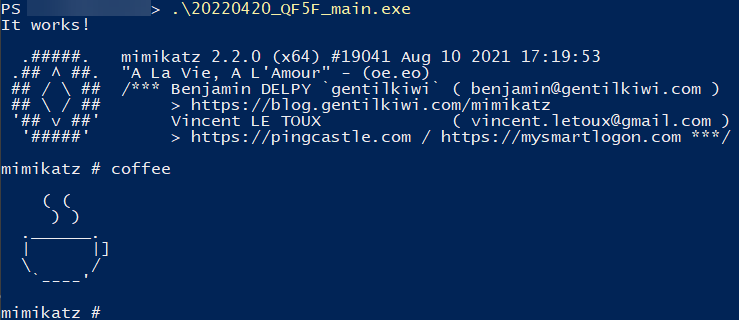 PS > .\20220420_QF5F_main.exe
It works!
  .#####.   mimikatz 2.2.0 (x64) #19041 Aug 10 2021 17:19:53
 .## ^ ##.  "A La Vie, A L'Amour" - (oe.eo)
 ## / \ ##  /*** Benjamin DELPY `gentilkiwi` ( benjamin@gentilkiwi.com )
 ## \ / ##       > https://blog.gentilkiwi.com/mimikatz
 '## v ##'       Vincent LE TOUX             ( vincent.letoux@gmail.com )
  '#####'        > https://pingcastle.com / https://mysmartlogon.com ***/
mimikatz # coffee
    ( (
     ) )
  .______.
  |      |]
  \      /
   `----'
mimikatz #